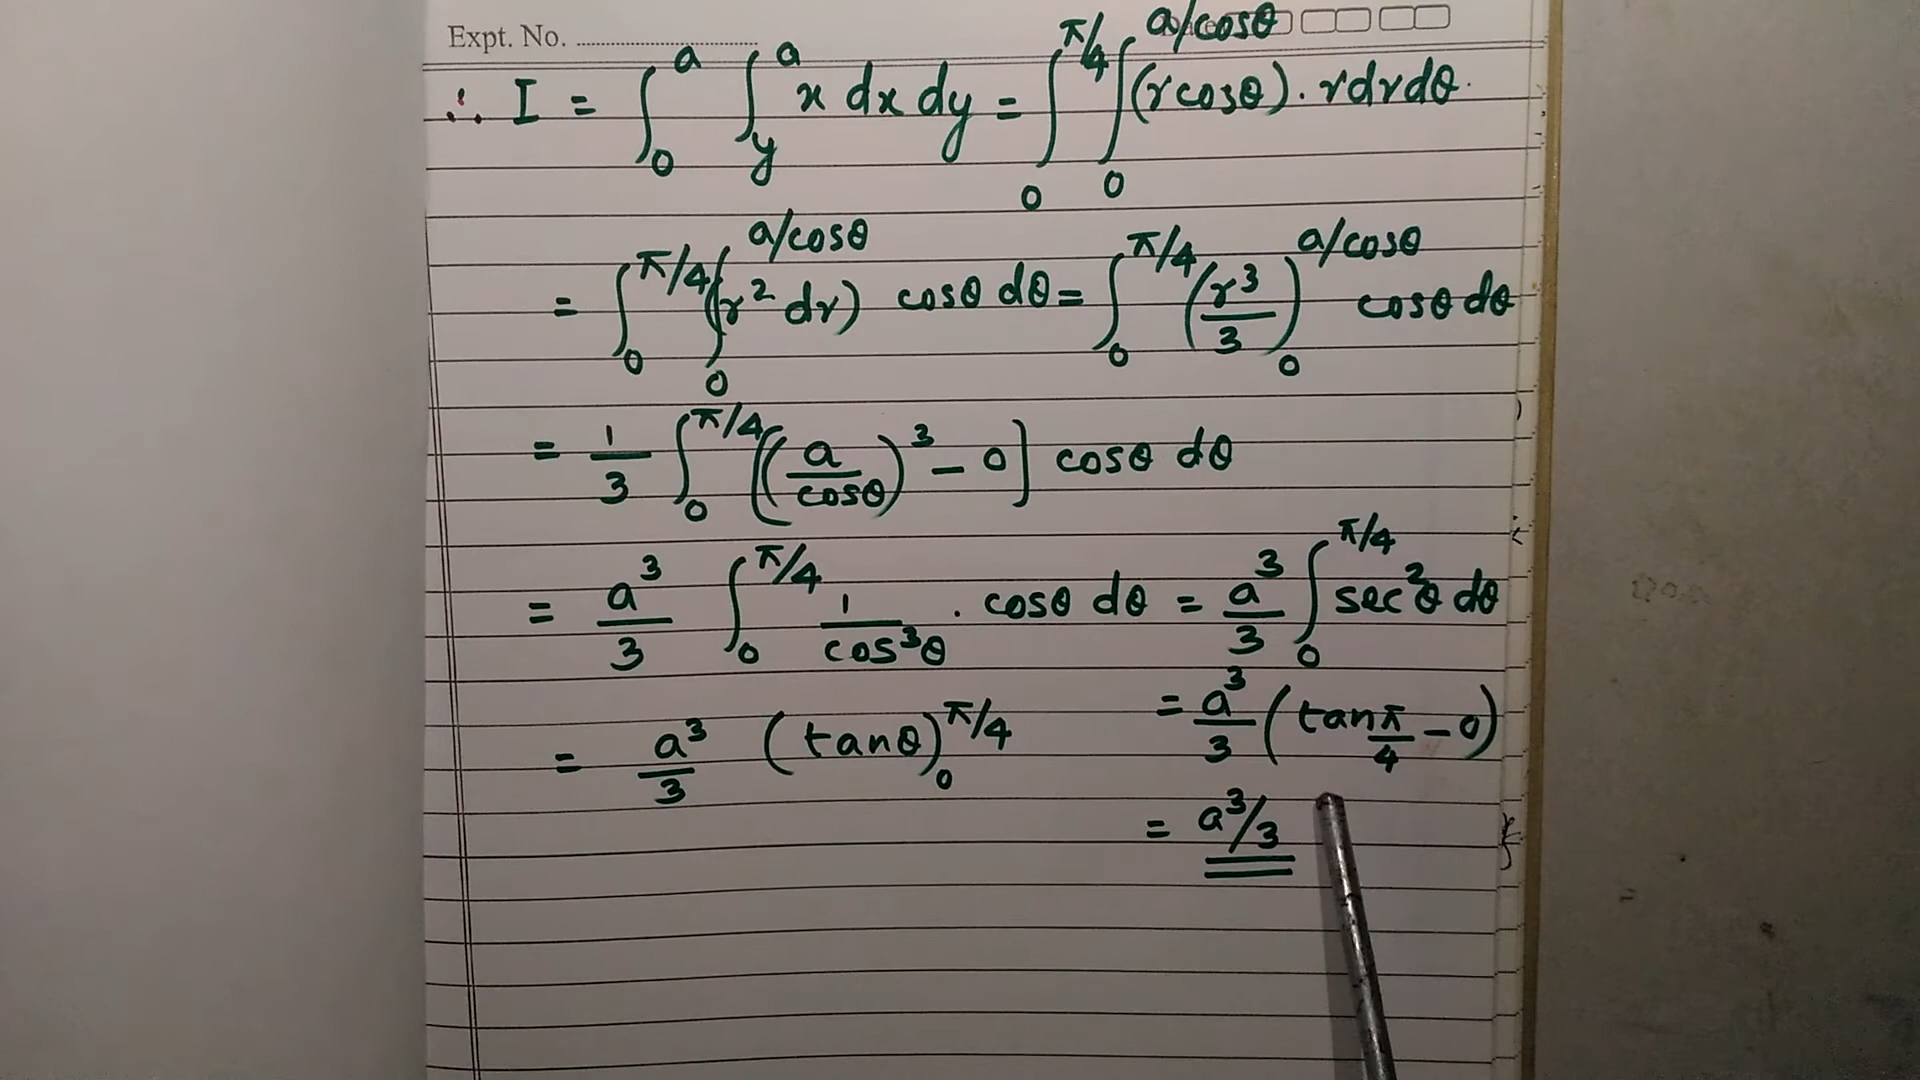 Expt. No.
∴ I = ∫₀^a ∫_y^a x dx dy = ∫₀^{π/4} ∫₀^{a/cosθ} (r cosθ) . r dr dθ.
= ∫₀^{π/4} (∫₀^{a/cosθ} r² dr) cosθ dθ = ∫₀^{π/4} (r³/3)₀^{a/cosθ} cosθ dθ
= 1/3 ∫₀^{π/4} [(a/cosθ)³ - 0] cosθ dθ
= a³/3 ∫₀^{π/4} 1/cos³θ . cosθ dθ = a³/3 ∫₀^{π/4} sec²θ dθ
= a³/3 (tanθ)₀^{π/4} = a³/3 (tan π/4 - 0)
= a³/3